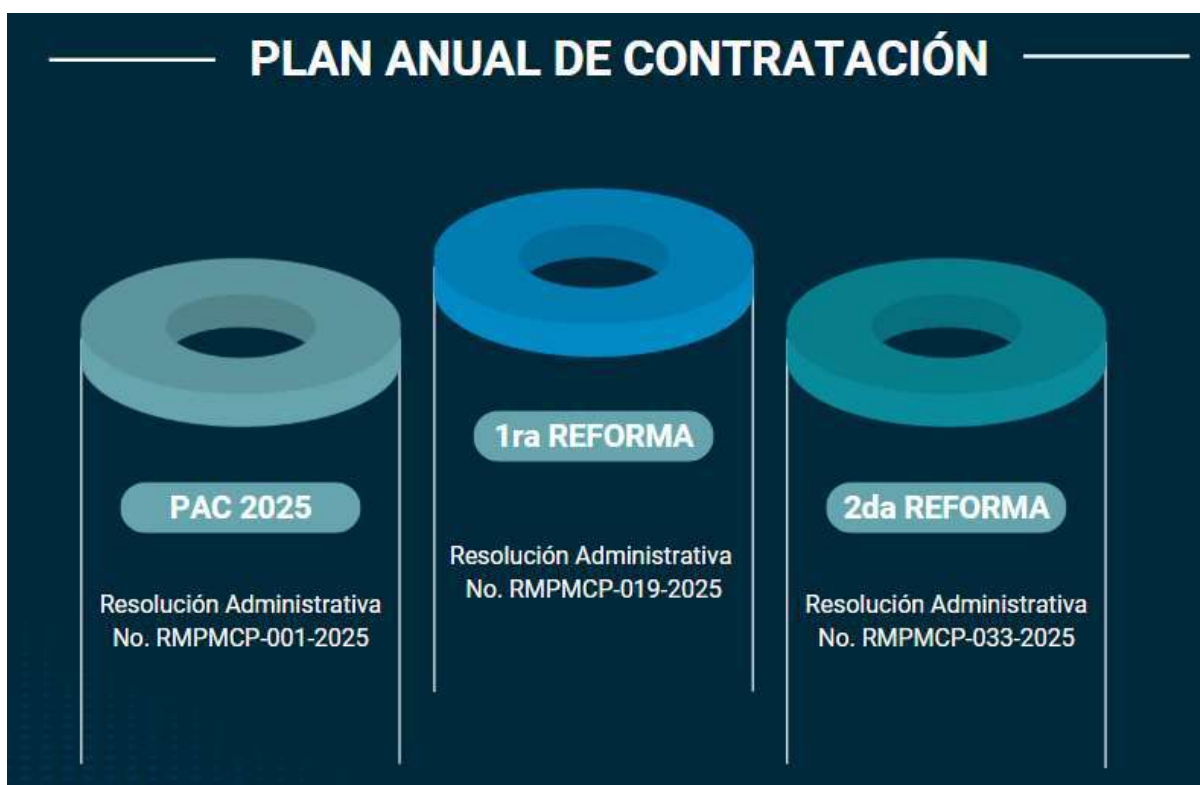 PLAN ANUAL DE CONTRATACIÓN
PAC 2025
Resolución Administrativa
No. RMPMCP-001-2025
1ra REFORMA
Resolución Administrativa
No. RMPMCP-019-2025
2da REFORMA
Resolución Administrativa
No. RMPMCP-033-2025